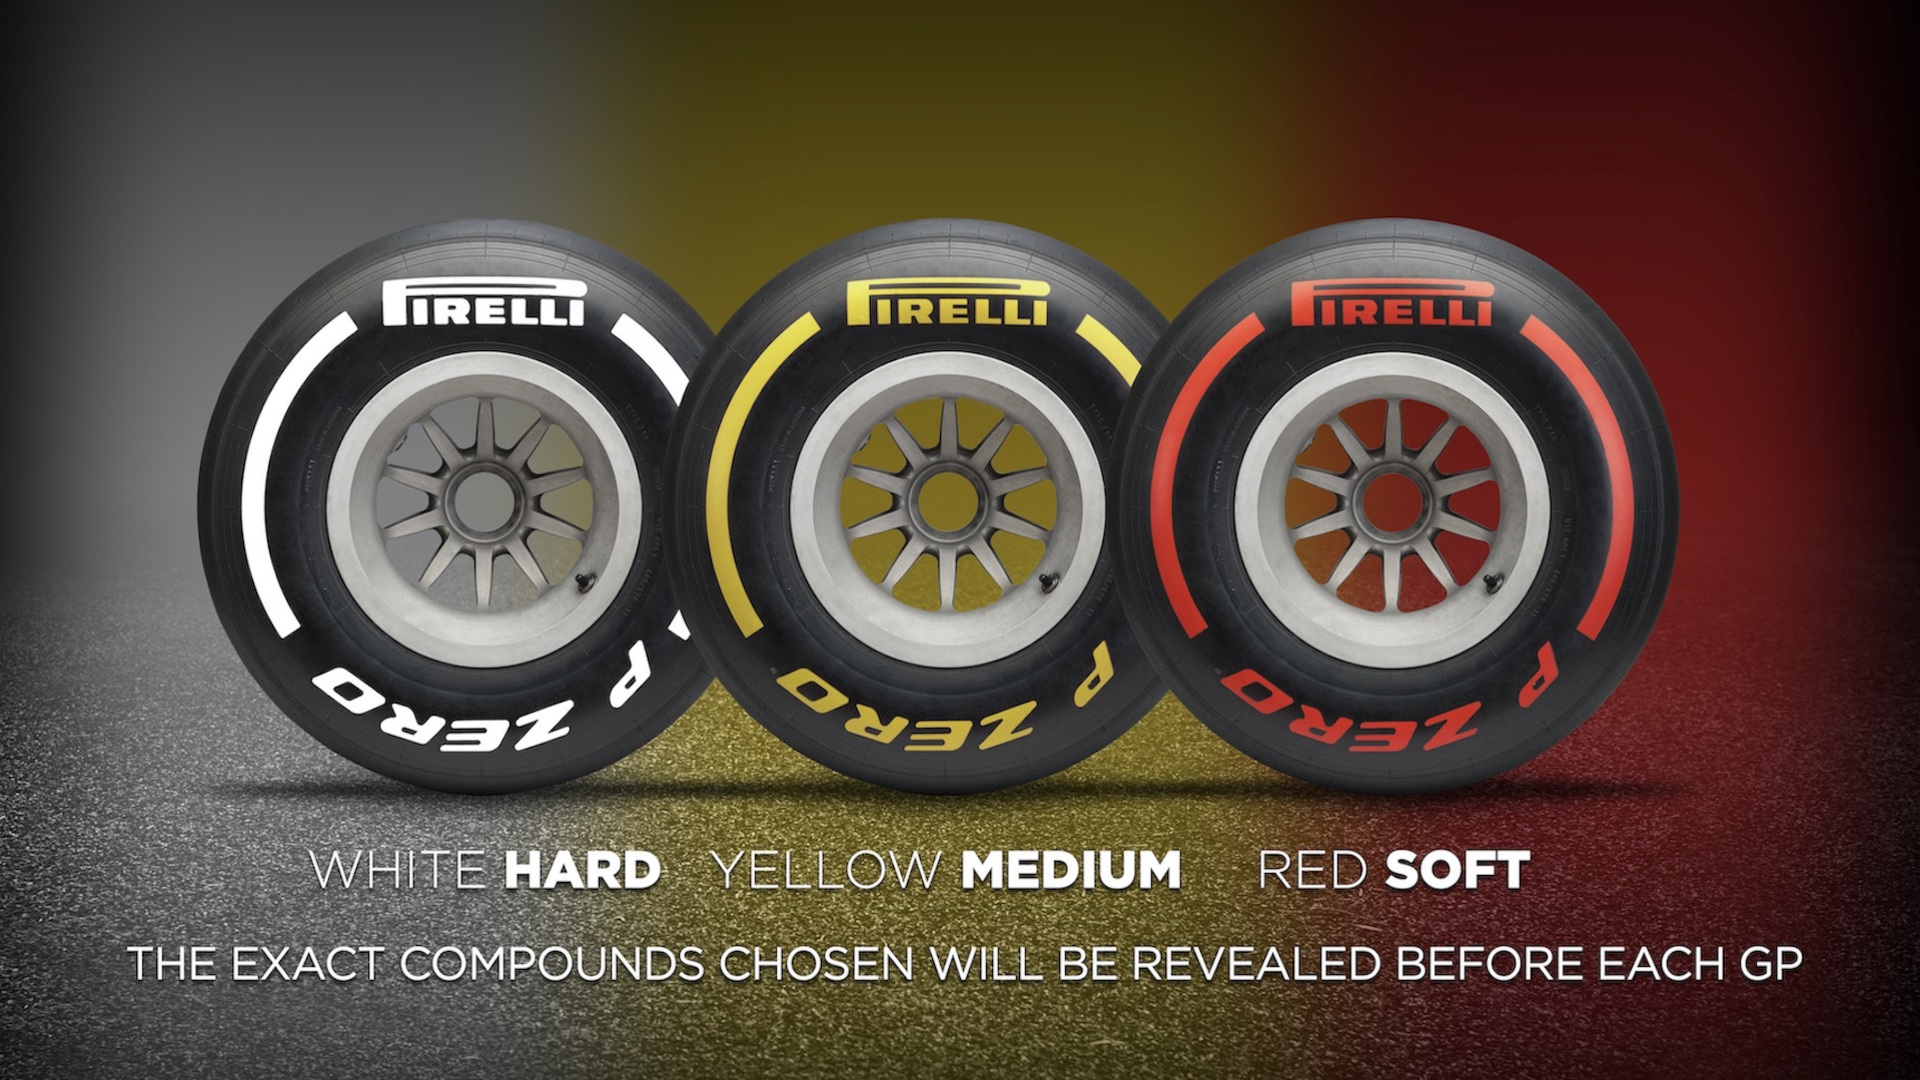 PIRELLI PIRELLI PIRELLI
P ZERO P ZERO P ZERO
WHITE HARD YELLOW MEDIUM RED SOFT
THE EXACT COMPOUNDS CHOSEN WILL BE REVEALED BEFORE EACH GP